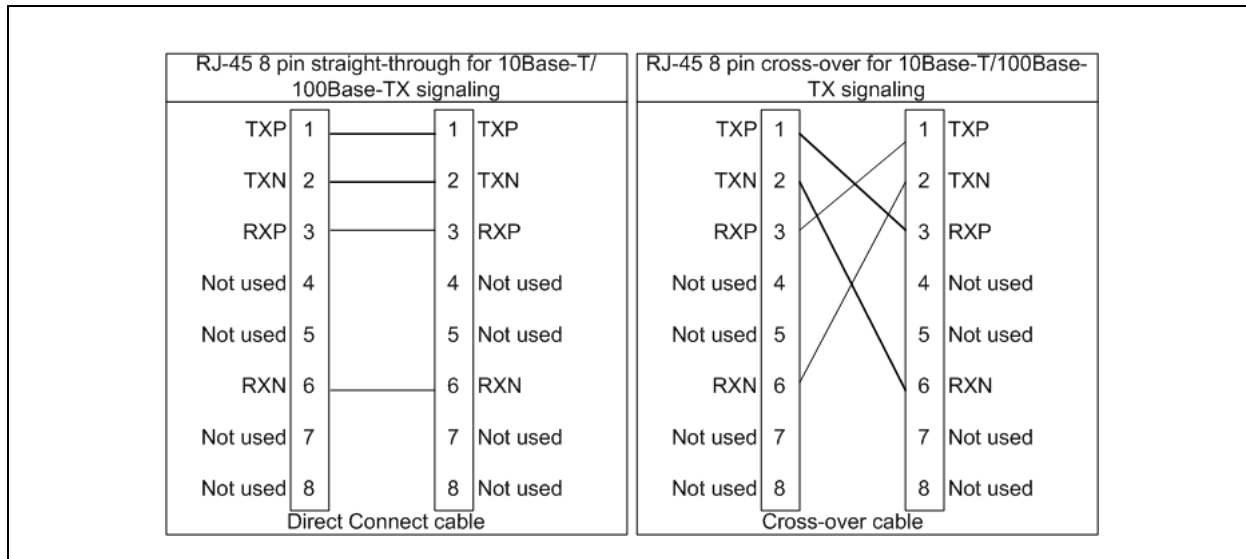 RJ-45 8 pin straight-through for 10Base-T/
100Base-TX signaling
TXP 1 1 TXP
TXN 2 2 TXN
RXP 3 3 RXP
Not used 4 4 Not used
Not used 5 5 Not used
RXN 6 6 RXN
Not used 7 7 Not used
Not used 8 8 Not used
Direct Connect cable
RJ-45 8 pin cross-over for 10Base-T/100Base-
TX signaling
TXP 1 1 TXP
TXN 2 2 TXN
RXP 3 3 RXP
Not used 4 4 Not used
Not used 5 5 Not used
RXN 6 6 RXN
Not used 7 7 Not used
Not used 8 8 Not used
Cross-over cable